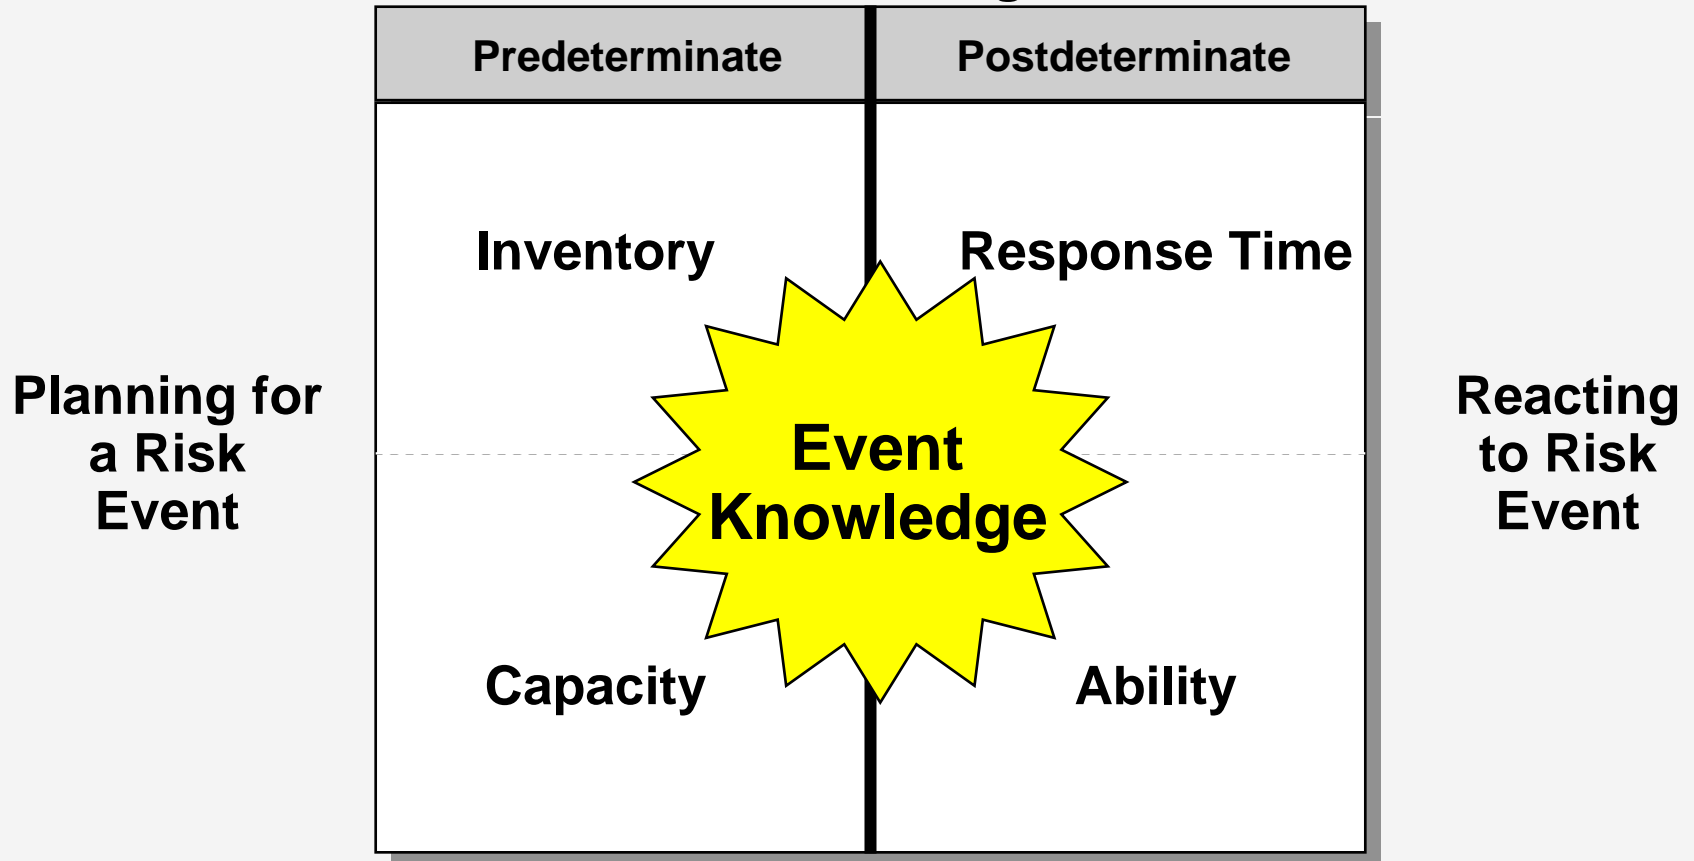 Predeterminate
Postdeterminate
Inventory
Response Time
Planning for
a Risk
Event
Event
Knowledge
Reacting
to Risk
Event
Capacity
Ability